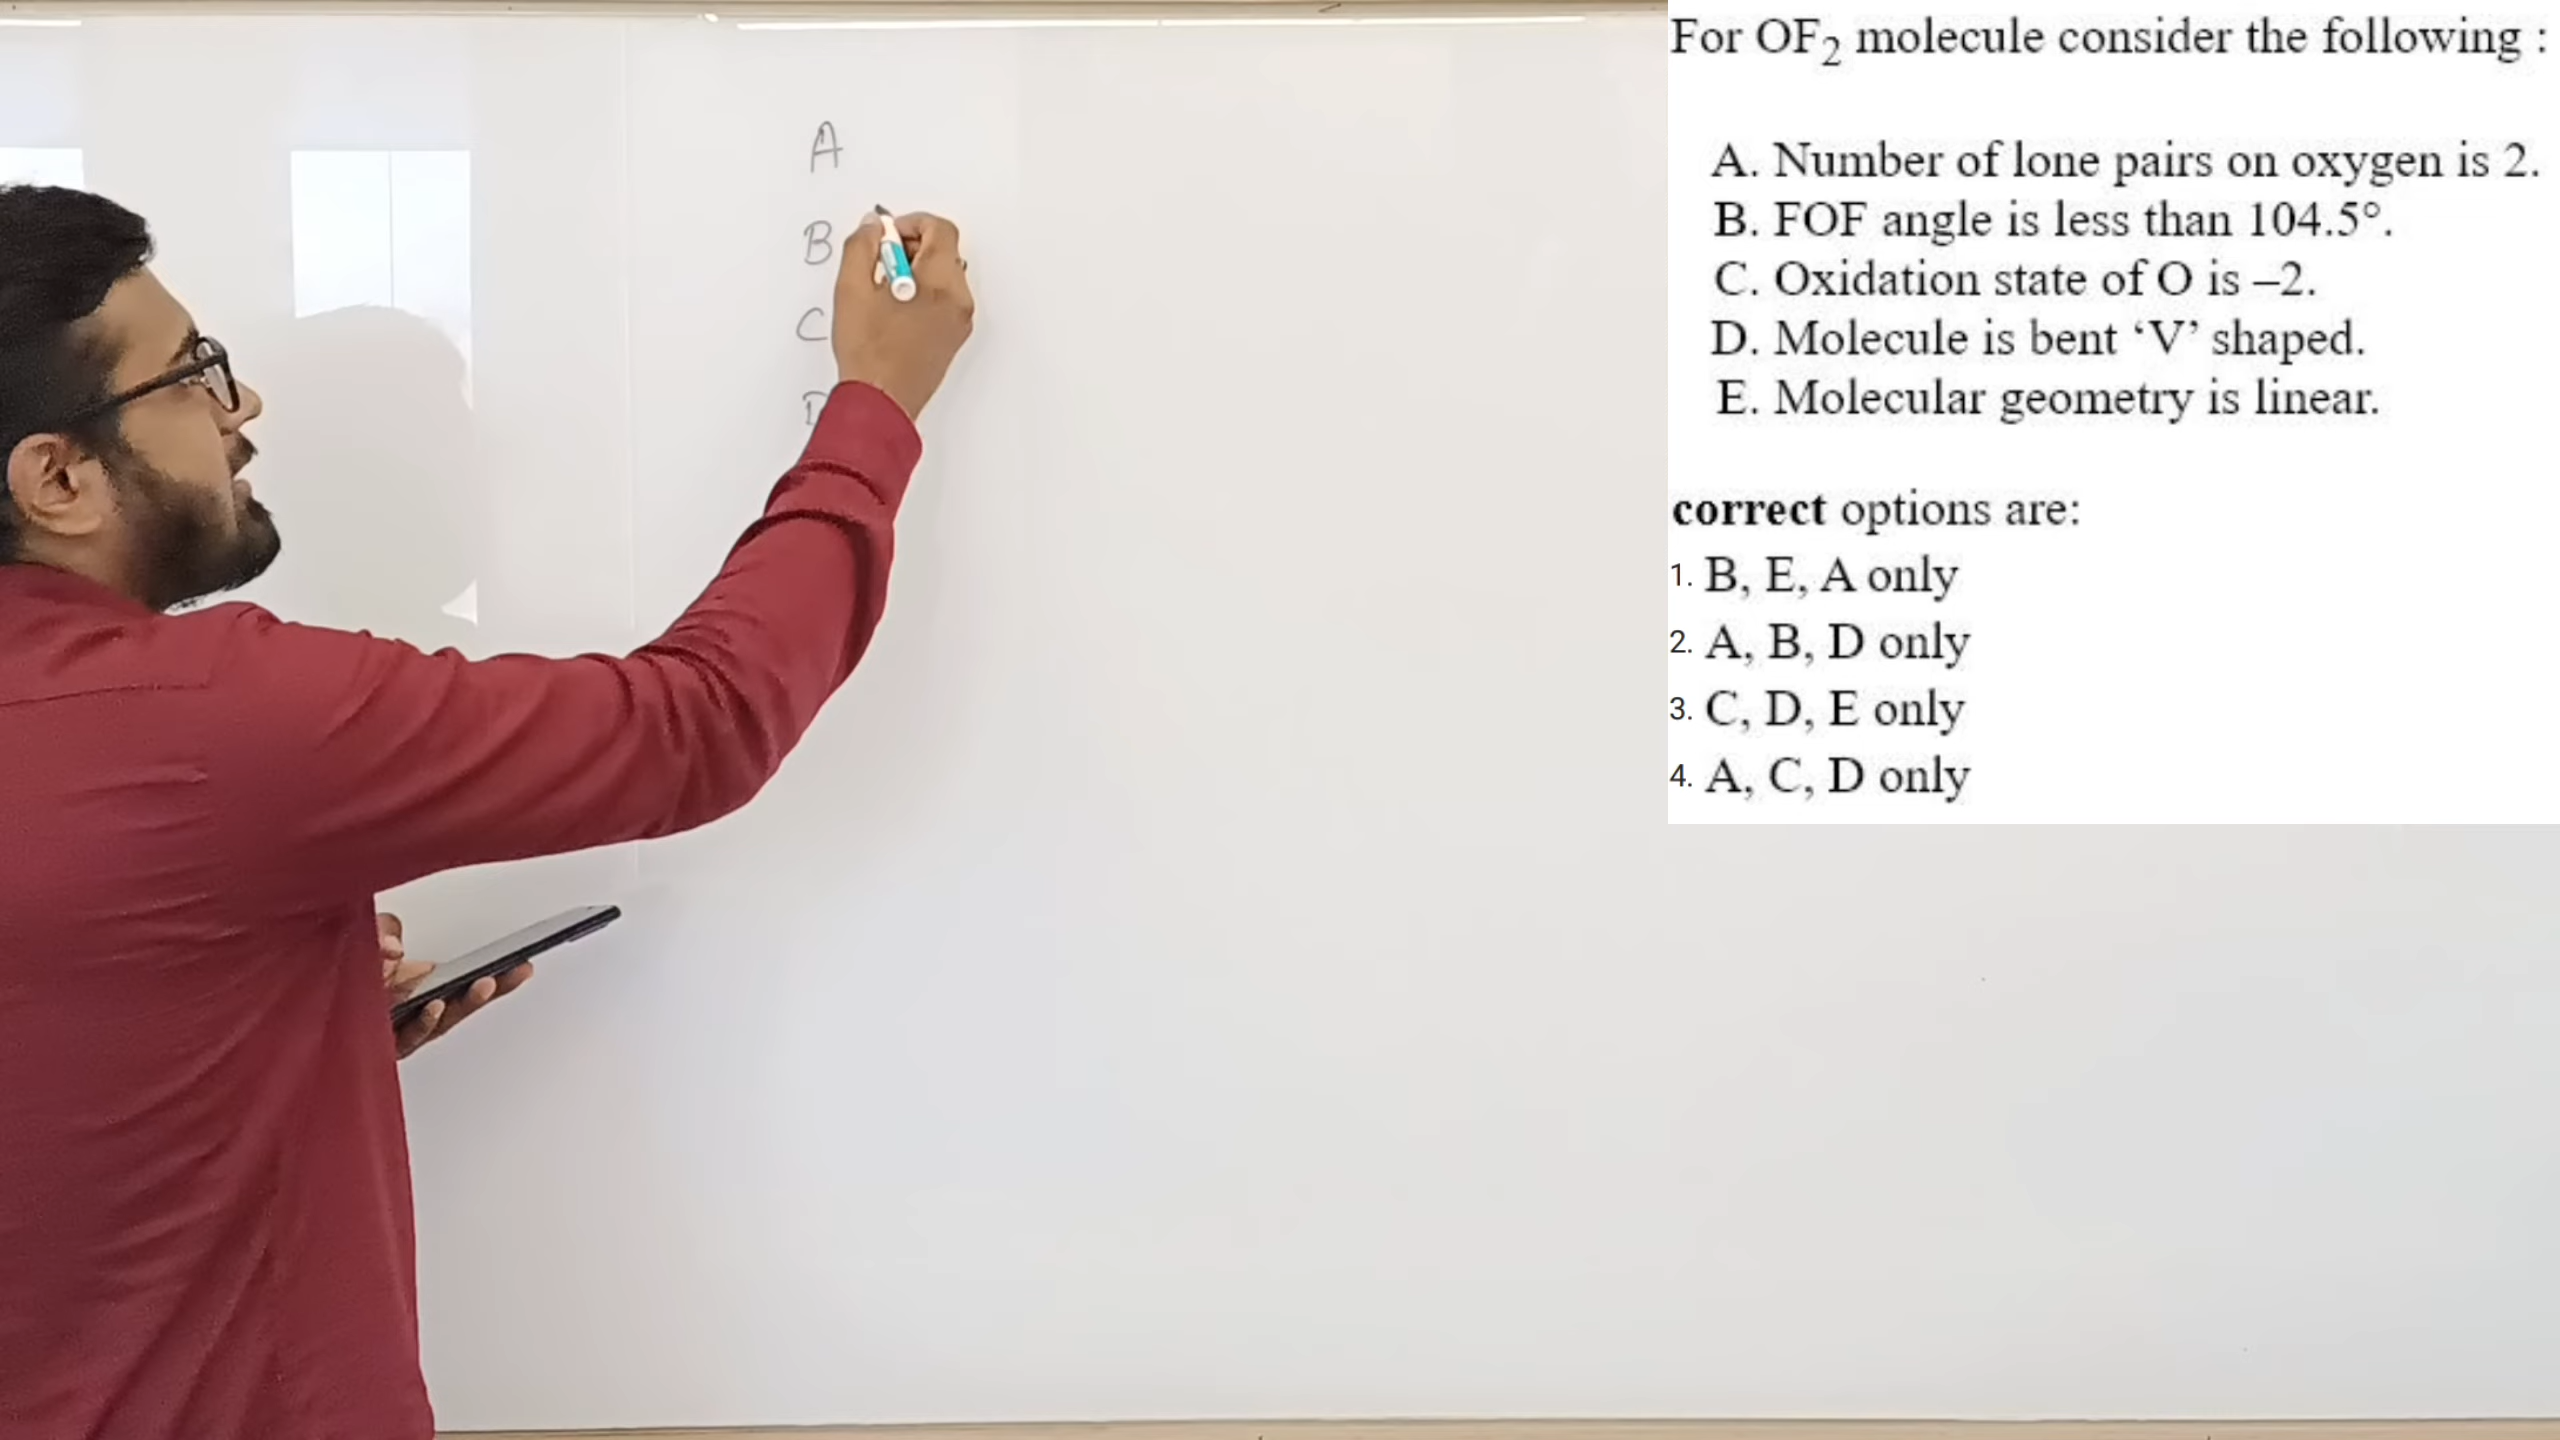 A
B
C
D
For OF₂ molecule consider the following :
A. Number of lone pairs on oxygen is 2.
B. FOF angle is less than 104.5°.
C. Oxidation state of O is –2.
D. Molecule is bent ‘V’ shaped.
E. Molecular geometry is linear.
correct options are:
1. B, E, A only
2. A, B, D only
3. C, D, E only
4. A, C, D only